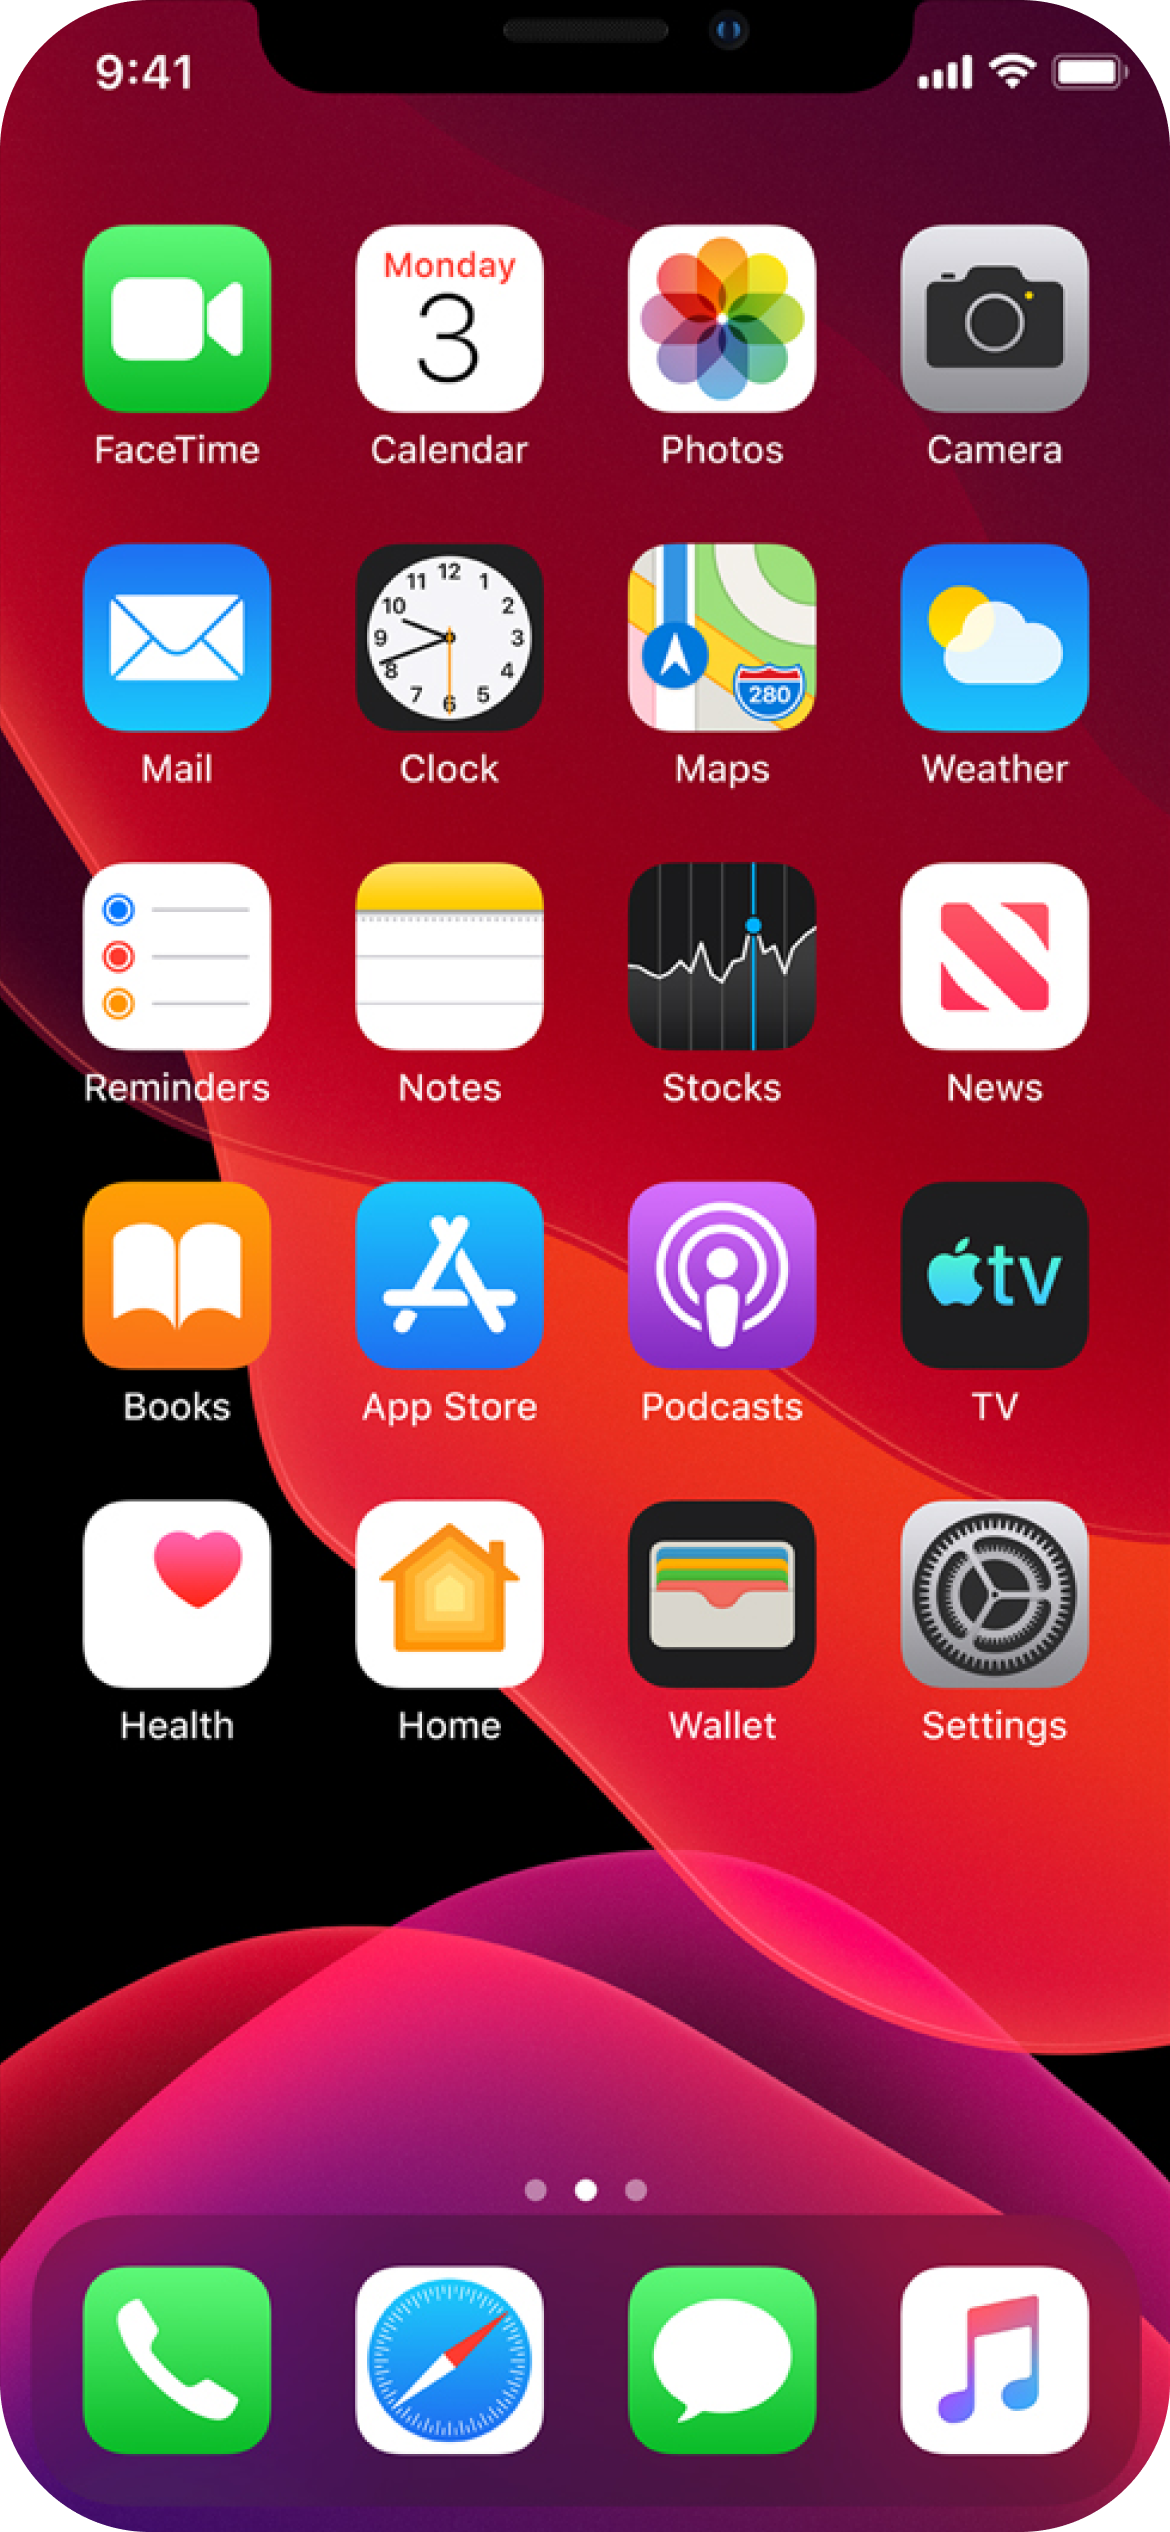 9:41
Monday
3
FaceTime Calendar Photos Camera
12
11 1
10 2
9 3
8 4
7 5
6
280
Mail Clock Maps Weather
Reminders Notes Stocks News
tv
Books App Store Podcasts TV
Health Home Wallet Settings